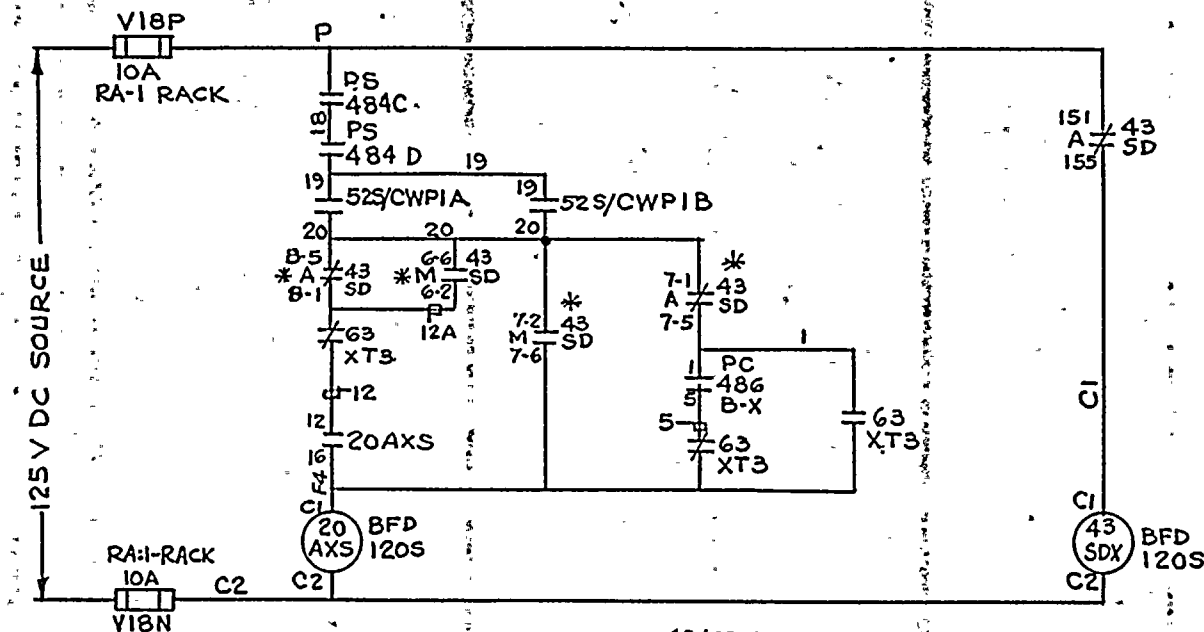 V18P
10A
RA-1 RACK
P
PS
484C
18
PS
484 D
19
19
52S/CWP1A
19
52S/CWP1B
20
20
20
8-5
* A 43
8-1 SD
6-6 43
* M SD
6-2
12A
63
XT3
12
12
20AXS
16
F4
C1
20
AXS
BFD
120S
C2
*
7-2 43
M SD
7-6
*
7-1 43
A SD
7-5
1
1
PC
486
B-X
5
5
63
XT3
63
XT3
151
A 43
155 SD
C1
C1
43
SDX
BFD
120S
C2
125V DC SOURCE
RA:1-RACK
10A
C2
V18N